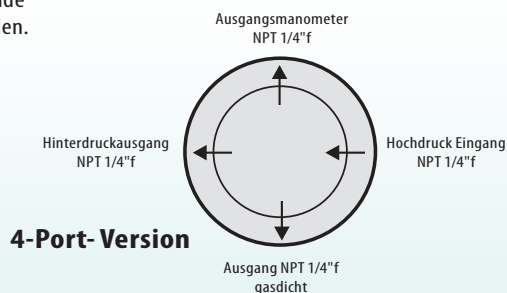 en.
Ausgangsmanometer
NPT 1/4"f
Hinterdruckausgang
NPT 1/4"f
Hochdruck Eingang
NPT 1/4"f
4-Port- Version
Ausgang NPT 1/4"f
gasdicht